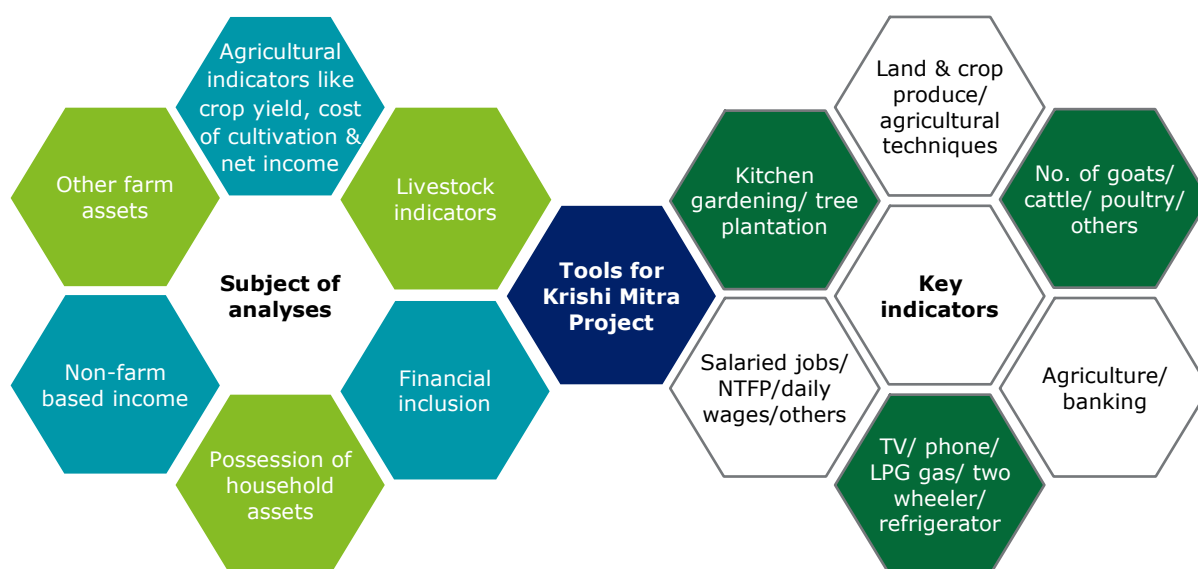 Agricultural
indicators like
crop yield, cost
of cultivation &
net income
Other farm
assets
Livestock
indicators
Subject of
analyses
Non-farm
based income
Financial
inclusion
Possession of
household
assets
Tools for
Krishi Mitra
Project
Land & crop
produce/
agricultural
techniques
Kitchen
gardening/ tree
plantation
No. of goats/
cattle/ poultry/
others
Key
indicators
Salaried jobs/
NTFP/daily
wages/others
Agriculture/
banking
TV/ phone/
LPG gas/ two
wheeler/
refrigerator